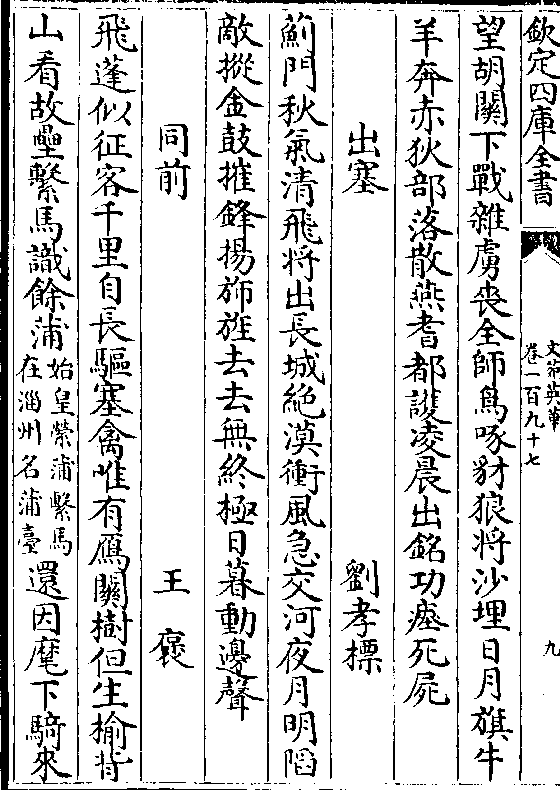 欽定四庫全書
文苑英華
卷一百九十七
九
望胡關下戰雜虜喪全師鳥啄豺狼将沙埋日月旗牛
羊奔赤狄部落散燕耆都護凌晨出銘功瘞死屍
出塞　劉孝標
薊門秋氣清飛将出長城絶漠衝風急交河夜月明陷
敵摐金鼓摧鋒揚斾旌去去無終極日暮動邊聲
同前　王褒
飛蓬似征客千里自長驅塞禽唯有鴈關樹但生榆背
山看故壘繫馬識餘蒲始皇縈蒲繫馬
在淄州名蒲臺還因麾下騎來